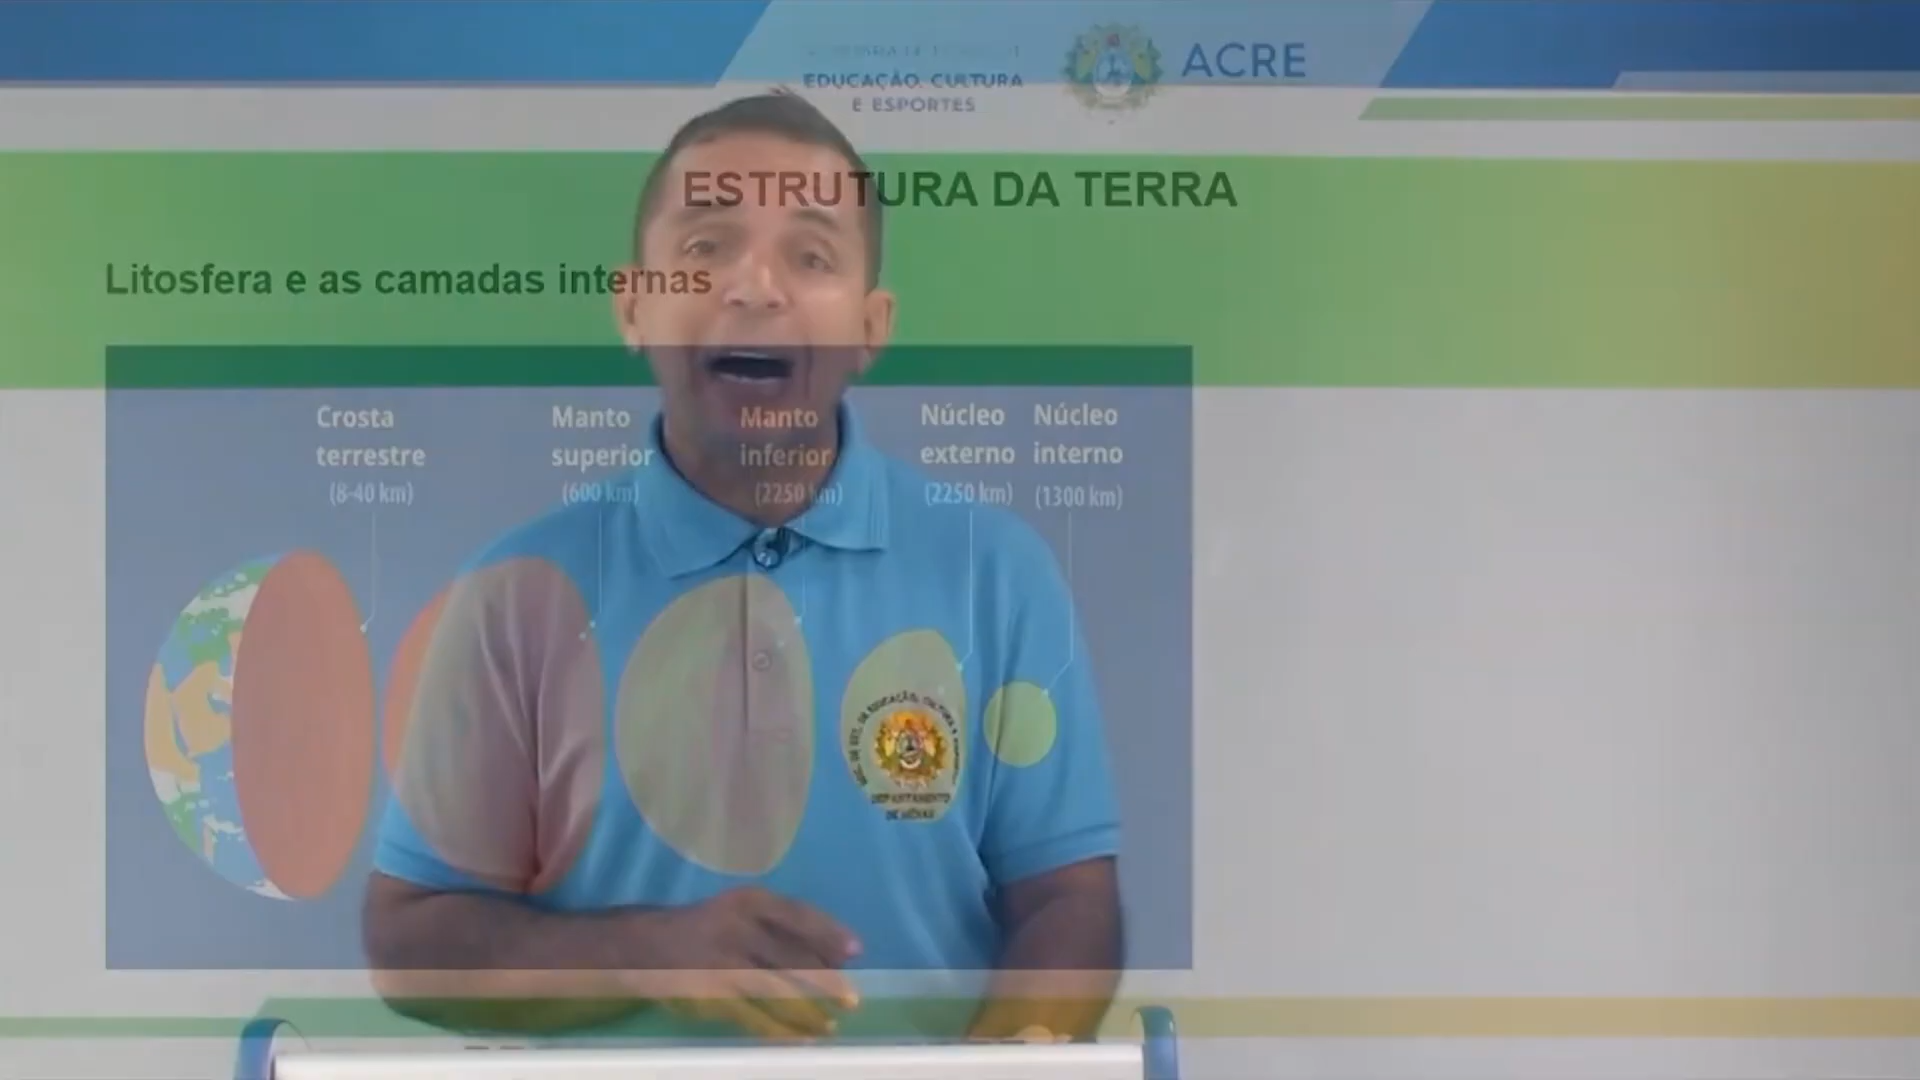 EDUCAÇÃO, CULTURA
E ESPORTES
ACRE
ESTRUTURA DA TERRA
Litosfera e as camadas internas
Crosta
terrestre
(8-40 km)
Manto
superior
(600 km)
Manto
inferior
(2250 km)
Núcleo
externo
(2250 km)
Núcleo
interno
(1300 km)
DEPARTAMENTO